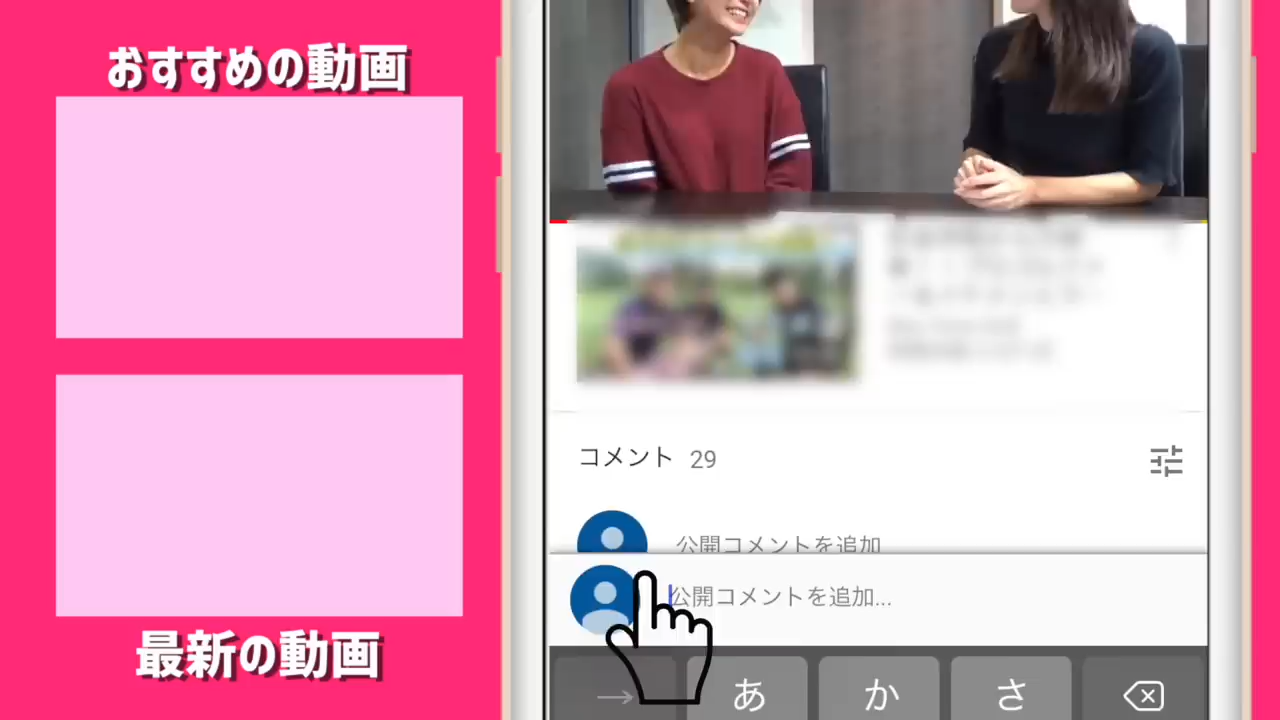 おすすめの動画
最新の動画
コメント 29
公開コメントを追加
公開コメントを追加...
→ あ か さ